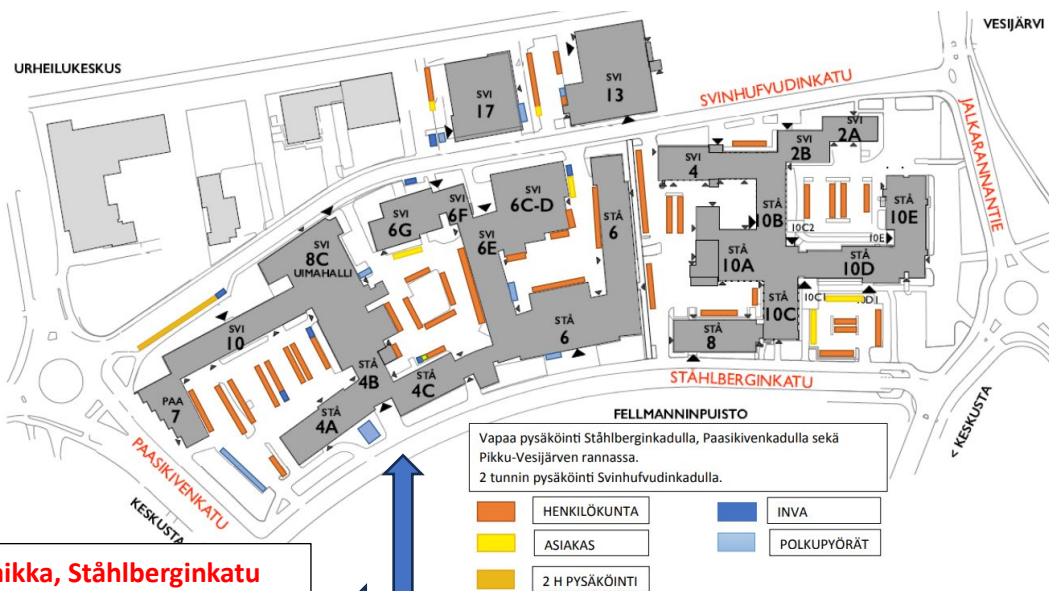 VESIJÄRVI
URHEILUKESKUS
SVI
17
SVI
13
SVINHUFVUDINKATU
JALKARANNANTIE
SVI
2A
SVI
2B
SVI
4
SVI
6C-D
SVI
6F
SVI
6G
SVI
6E
STÅ
6
STÅ
10B
10C2
STÅ
10E
10E
SVI
8C
UIMAHALLI
STÅ
10A
STÅ
10D
SVI
10
STÅ
10C
10C1
10D1
STÅ
6
STÅ
8
STÅ
4B
STÅ
4C
STÅHLBERGINKATU
PAA
7
STÅ
4A
FELLMANNINPUISTO
< KESKUSTA
PAASIKIVENKATU
KESKUSTA
Vapaa pysäköinti Ståhlberginkadulla, Paasikivenkadulla sekä
Pikku-Vesijärven rannassa.
2 tunnin pysäköinti Svinhufvudinkadulla.
HENKILÖKUNTA
INVA
ASIAKAS
POLKUPYÖRÄT
2 H PYSÄKÖINTI
Ståhlberginkatu